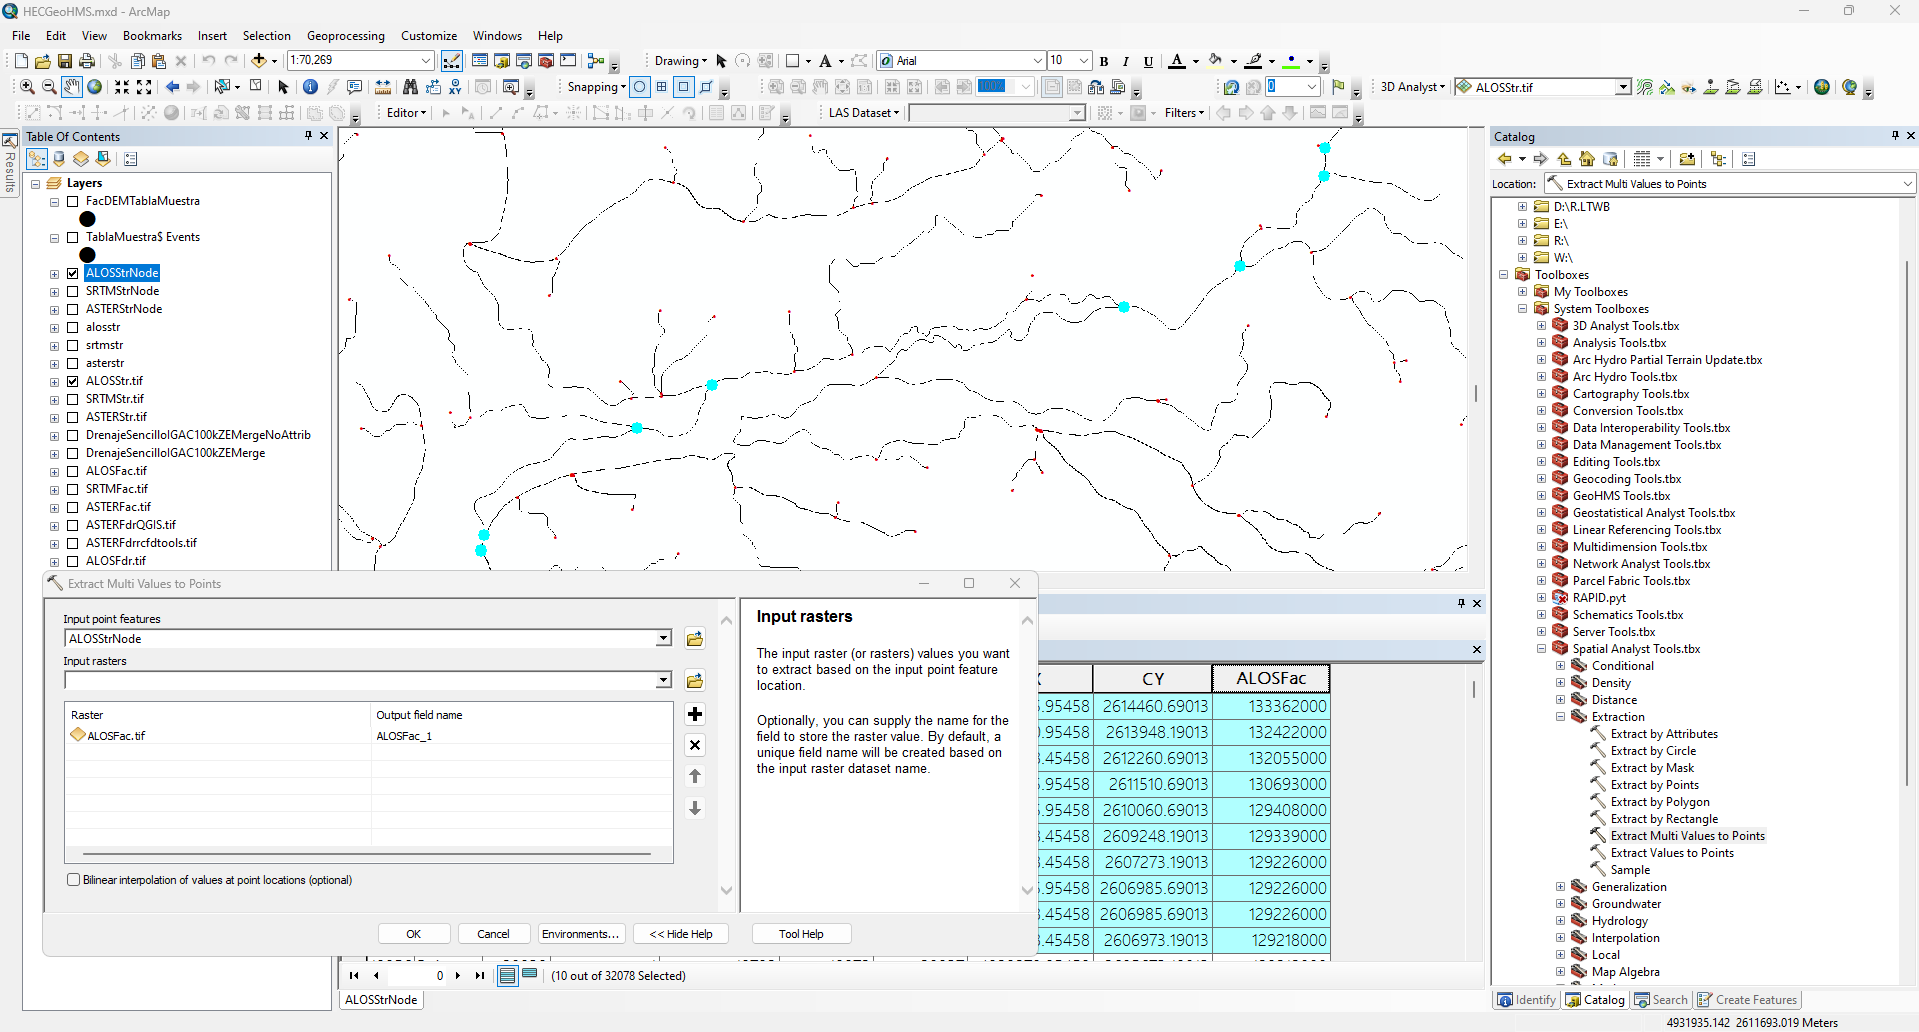 HECGeoHMS.mxd - ArcMap
File Edit View Bookmarks Insert Selection Geoprocessing Customize Windows Help
1:70,269
Drawing
A
Arial
10
B I U A
Snapping
100%
0
3D Analyst
ALOSStr.tif
Editor
LAS Dataset
Filters
Results
Table Of Contents
Layers
FacDEMTablaMuestra
TablaMuestra$ Events
ALOSStrNode
SRTMStrNode
ASTERStrNode
alosstr
srtmstr
asterstr
ALOSStr.tif
SRTMStr.tif
ASTERStr.tif
DrenajeSencilloIGAC100kZEMergeNoAttrib
DrenajeSencilloIGAC100kZEMerge
ALOSFac.tif
SRTMFac.tif
ASTERFac.tif
ASTERFdrQGIS.tif
ASTERFdrrcfdtools.tif
ALOSFdr.tif
Extract Multi Values to Points
Input point features
ALOSStrNode
Input rasters
Raster Output field name
ALOSFac.tif ALOSFac_1
Bilinear interpolation of values at point locations (optional)
OK Cancel Environments... << Hide Help Tool Help
Input rasters
The input raster (or rasters) values you want
to extract based on the input point feature
location.
Optionally, you can supply the name for the
field to store the raster value. By default, a
unique field name will be created based on
the input raster dataset name.
CY ALOSFac
.95458 2614460.69013 133362000
.95458 2613948.19013 132422000
.45458 2612260.69013 132055000
.95458 2611510.69013 130693000
.95458 2610060.69013 129408000
.45458 2609248.19013 129339000
.45458 2607273.19013 129226000
.95458 2606985.69013 129226000
.45458 2606985.69013 129226000
.45458 2606973.19013 129218000
0 (10 out of 32078 Selected)
ALOSStrNode
Catalog
Location: Extract Multi Values to Points
D:\R.LTWB
E:\
R:\
W:\
Toolboxes
My Toolboxes
System Toolboxes
3D Analyst Tools.tbx
Analysis Tools.tbx
Arc Hydro Partial Terrain Update.tbx
Arc Hydro Tools.tbx
Cartography Tools.tbx
Conversion Tools.tbx
Data Interoperability Tools.tbx
Data Management Tools.tbx
Editing Tools.tbx
Geocoding Tools.tbx
GeoHMS Tools.tbx
Geostatistical Analyst Tools.tbx
Linear Referencing Tools.tbx
Multidimension Tools.tbx
Network Analyst Tools.tbx
Parcel Fabric Tools.tbx
RAPID.pyt
Schematics Tools.tbx
Server Tools.tbx
Spatial Analyst Tools.tbx
Conditional
Density
Distance
Extraction
Extract by Attributes
Extract by Circle
Extract by Mask
Extract by Points
Extract by Polygon
Extract by Rectangle
Extract Multi Values to Points
Extract Values to Points
Sample
Generalization
Groundwater
Hydrology
Interpolation
Local
Map Algebra
Identify Catalog Search Create Features
4931935.142 2611693.019 Meters